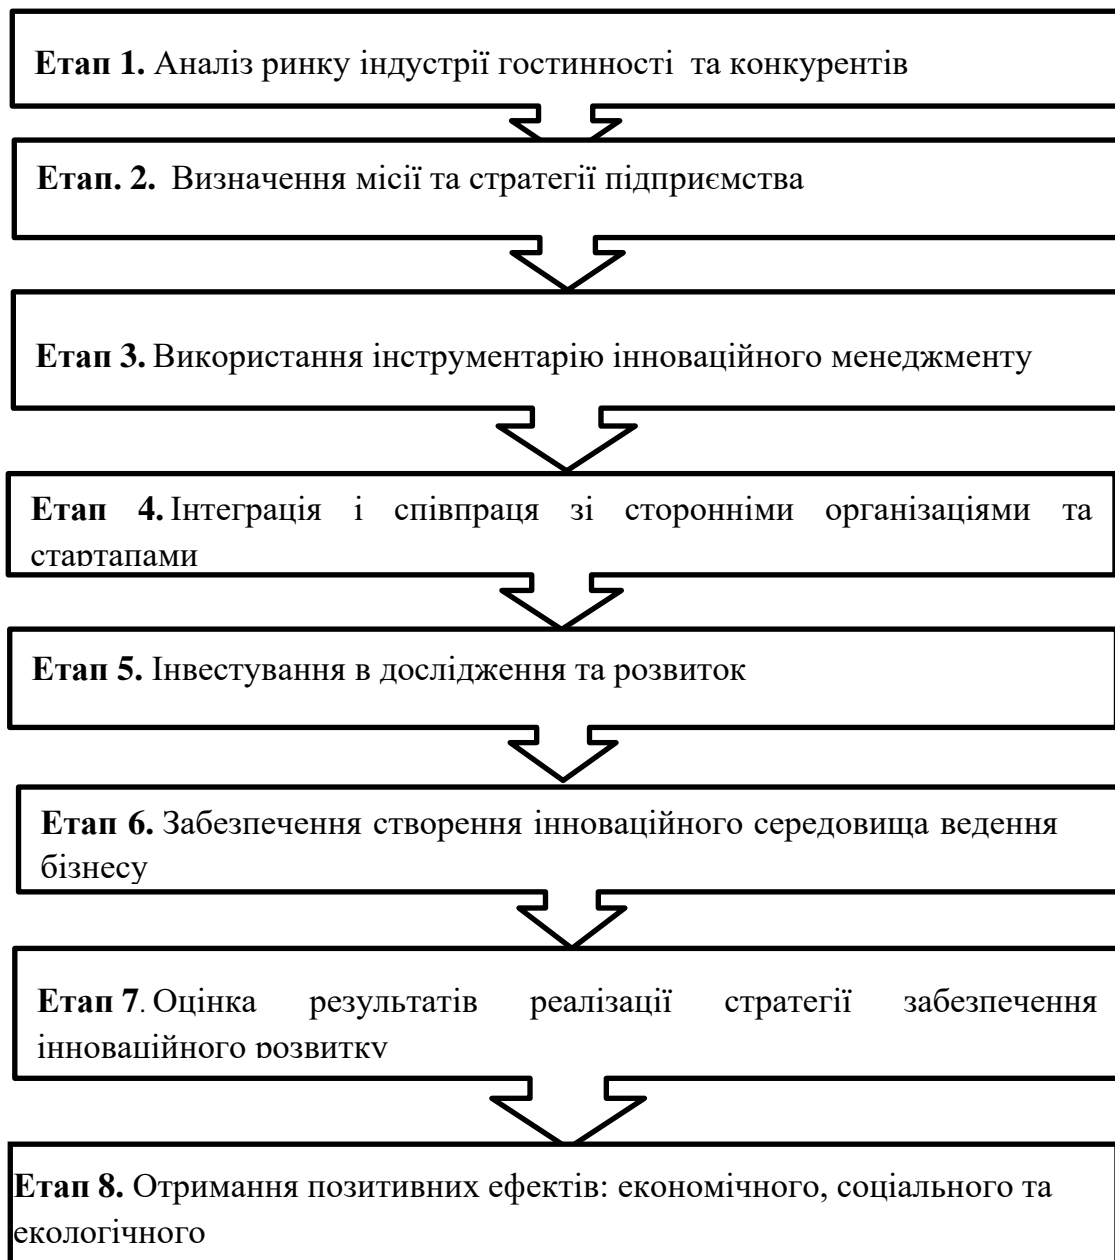 Етап 1. Аналіз ринку індустрії гостинності та конкурентів
Етап. 2. Визначення місії та стратегії підприємства
Етап 3. Використання інструментарію інноваційного менеджменту
Етап 4. Інтеграція і співпраця зі сторонніми організаціями та
стартапами
Етап 5. Інвестування в дослідження та розвиток
Етап 6. Забезпечення створення інноваційного середовища ведення
бізнесу
Етап 7. Оцінка результатів реалізації стратегії забезпечення
інноваційного розвитку
Етап 8. Отримання позитивних ефектів: економічного, соціального та
екологічного